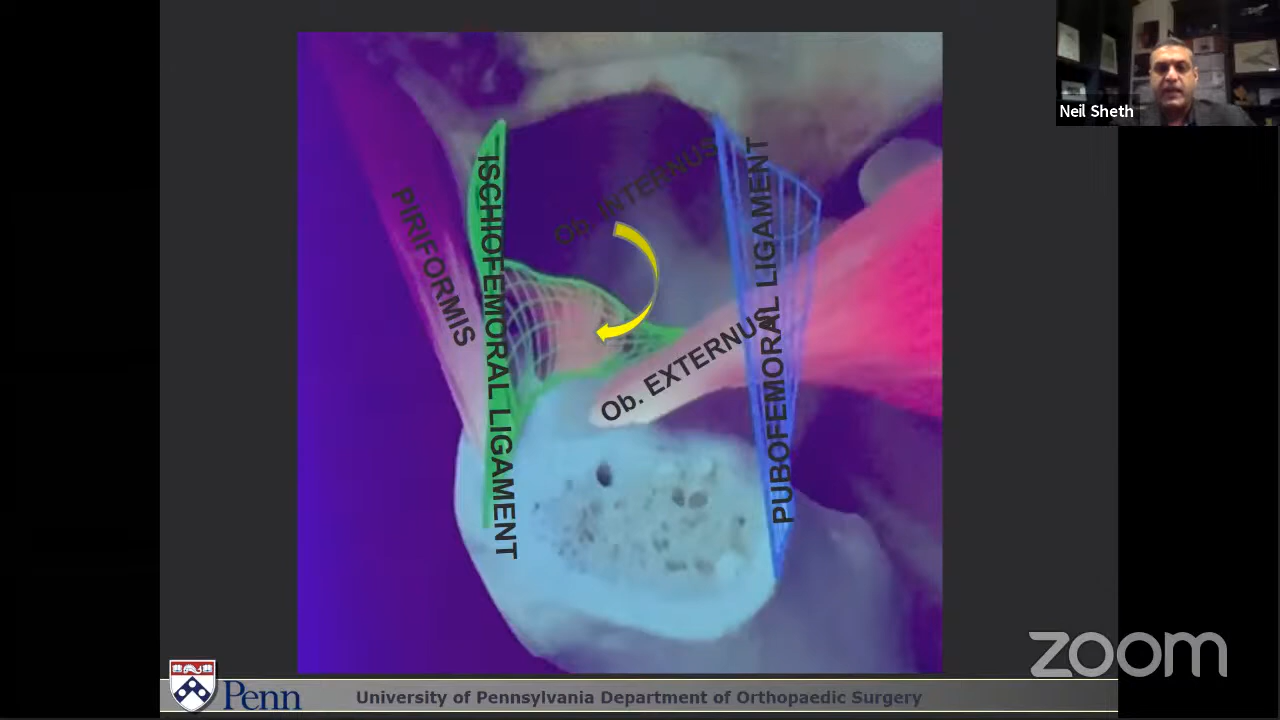 Neil Sheth
PIRIFORMIS
ISCHIOFEMORAL LIGAMENT
Ob. INTERNUS
Ob. EXTERNUS
PUBOFEMORAL LIGAMENT
zoom
Penn
University of Pennsylvania Department of Orthopaedic Surgery